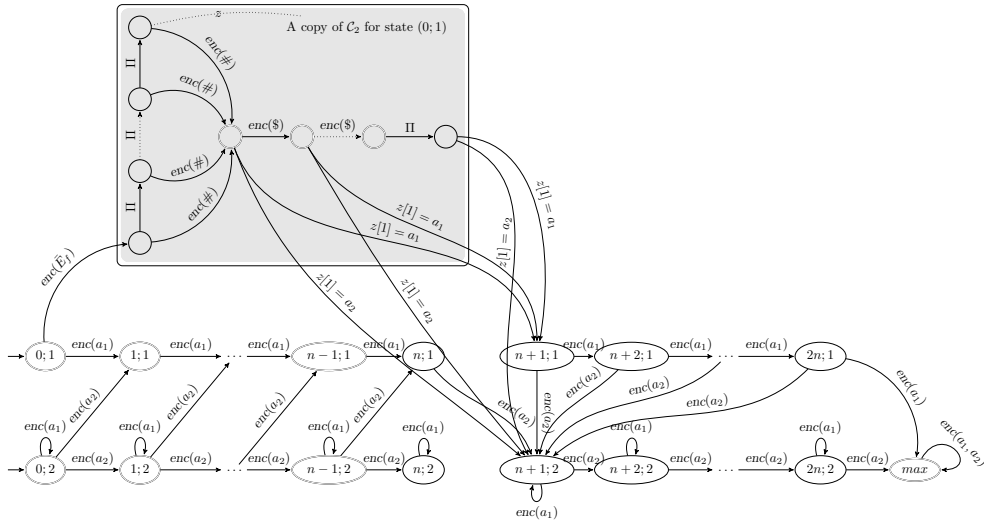 z
A copy of C₂ for state (0; 1)
enc(#)
Π
enc(#)
Π
enc($)
enc($)
Π
enc(#)
Π
enc(#)
z[1] = a₁
z[1] = a₁
z[1] = a₂
z[1] = a₁
enc(Ē_f)
z[1] = a₂
z[1] = a₂
0; 1
enc(a₁)
1; 1
enc(a₁)
...
enc(a₁)
n−1; 1
enc(a₁)
n; 1
n+1; 1
enc(a₁)
n+2; 1
enc(a₁)
...
enc(a₁)
2n; 1
enc(a₂)
enc(a₂)
enc(a₂)
enc(a₂)
enc(a₂)
enc(a₂)
enc(a₂)
enc(a₂)
enc(a₂)
enc(a₁)
enc(a₁)
enc(a₁)
enc(a₁)
enc(a₁)
enc(a₁)
enc(a₁)
enc(a₁, a₂)
0; 2
enc(a₂)
1; 2
enc(a₂)
...
enc(a₂)
n−1; 2
enc(a₂)
n; 2
n+1; 2
enc(a₂)
n+2; 2
enc(a₂)
...
enc(a₂)
2n; 2
enc(a₂)
max
enc(a₁)